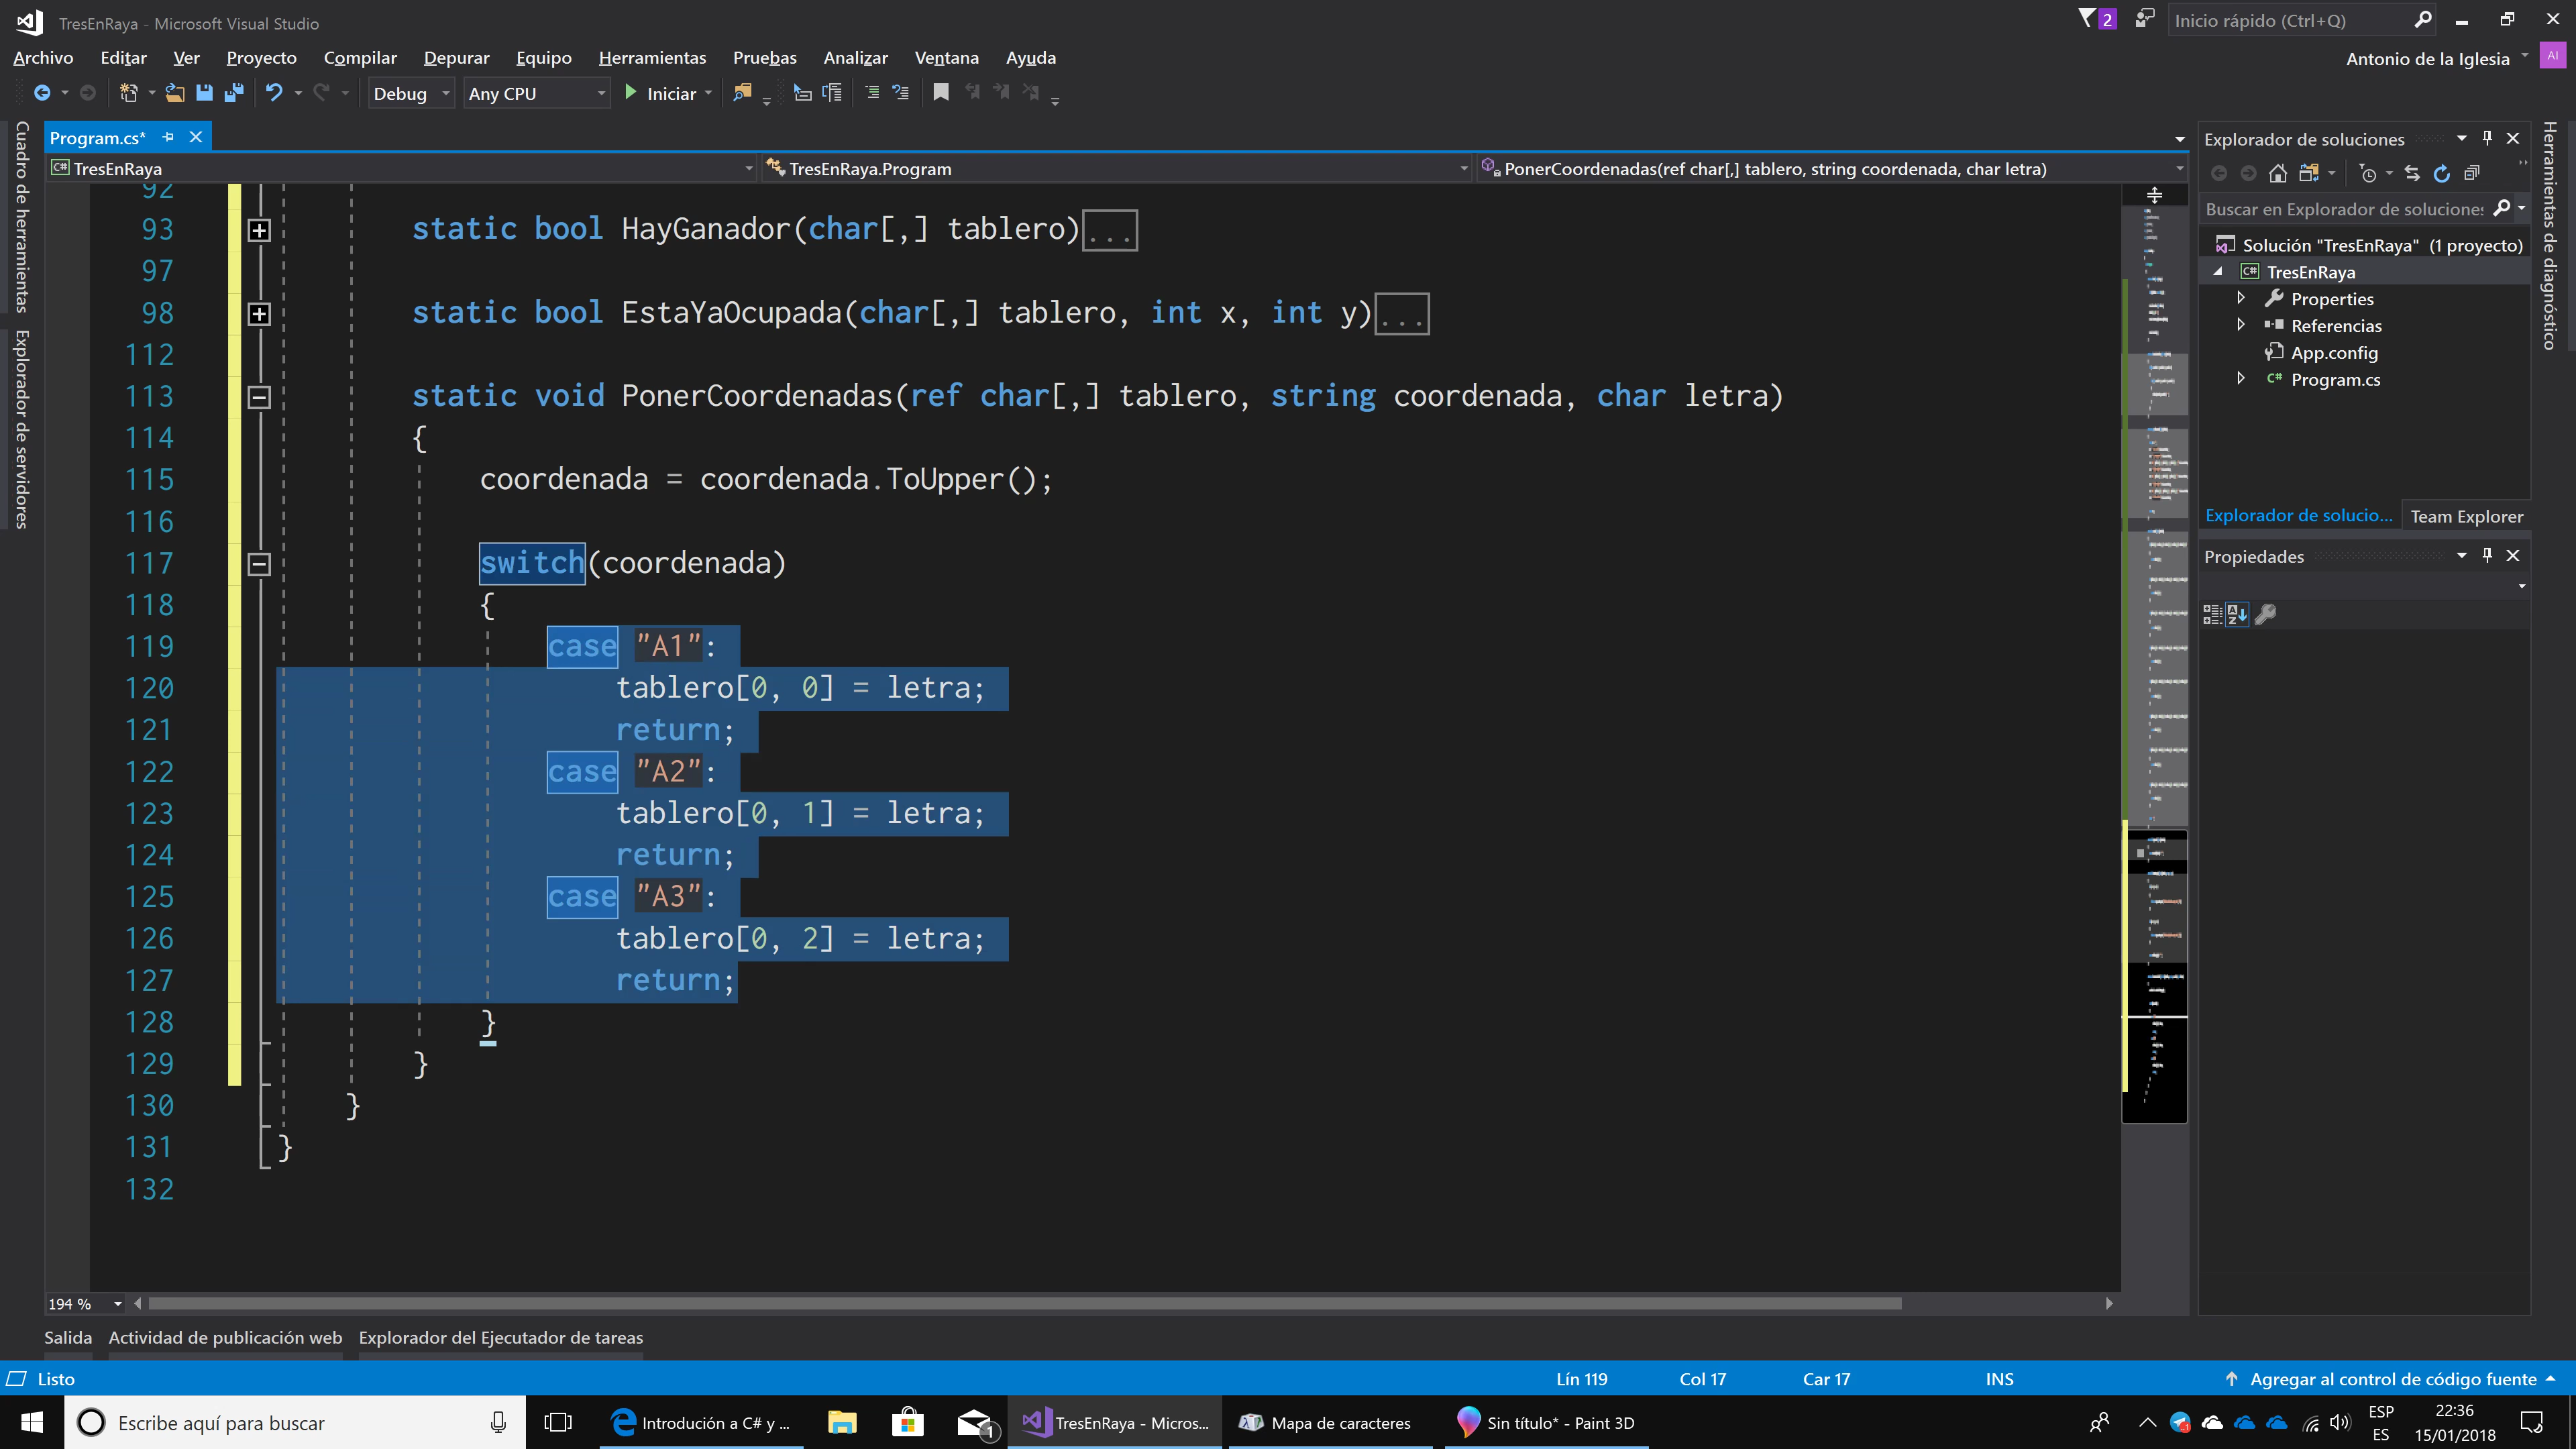 TresEnRaya - Microsoft Visual Studio
2
Inicio rápido (Ctrl+Q)
Archivo Editar Ver Proyecto Compilar Depurar Equipo Herramientas Pruebas Analizar Ventana Ayuda
Antonio de la Iglesia AI
Debug Any CPU Iniciar
Cuadro de herramientas
Explorador de servidores
Program.cs*
TresEnRaya
TresEnRaya.Program
PonerCoordenadas(ref char[,] tablero, string coordenada, char letra)
92
93 static bool HayGanador(char[,] tablero)...
97
98 static bool EstaYaOcupada(char[,] tablero, int x, int y)...
112
113 static void PonerCoordenadas(ref char[,] tablero, string coordenada, char letra)
114 {
115 coordenada = coordenada.ToUpper();
116
117 switch(coordenada)
118 {
119 case "A1":
120 tablero[0, 0] = letra;
121 return;
122 case "A2":
123 tablero[0, 1] = letra;
124 return;
125 case "A3":
126 tablero[0, 2] = letra;
127 return;
128 }
129 }
130 }
131 }
132
194 %
Explorador de soluciones
Buscar en Explorador de soluciones
Solución "TresEnRaya" (1 proyecto)
C# TresEnRaya
Properties
Referencias
App.config
C# Program.cs
Explorador de solucio... Team Explorer
Propiedades
Herramientas de diagnóstico
Salida Actividad de publicación web Explorador del Ejecutador de tareas
Listo
Lín 119 Col 17 Car 17 INS
Agregar al control de código fuente
Escribe aquí para buscar
Introdución a C# y ...
1
TresEnRaya - Micros...
Mapa de caracteres
Sin título* - Paint 3D
ESP
ES
22:36
15/01/2018